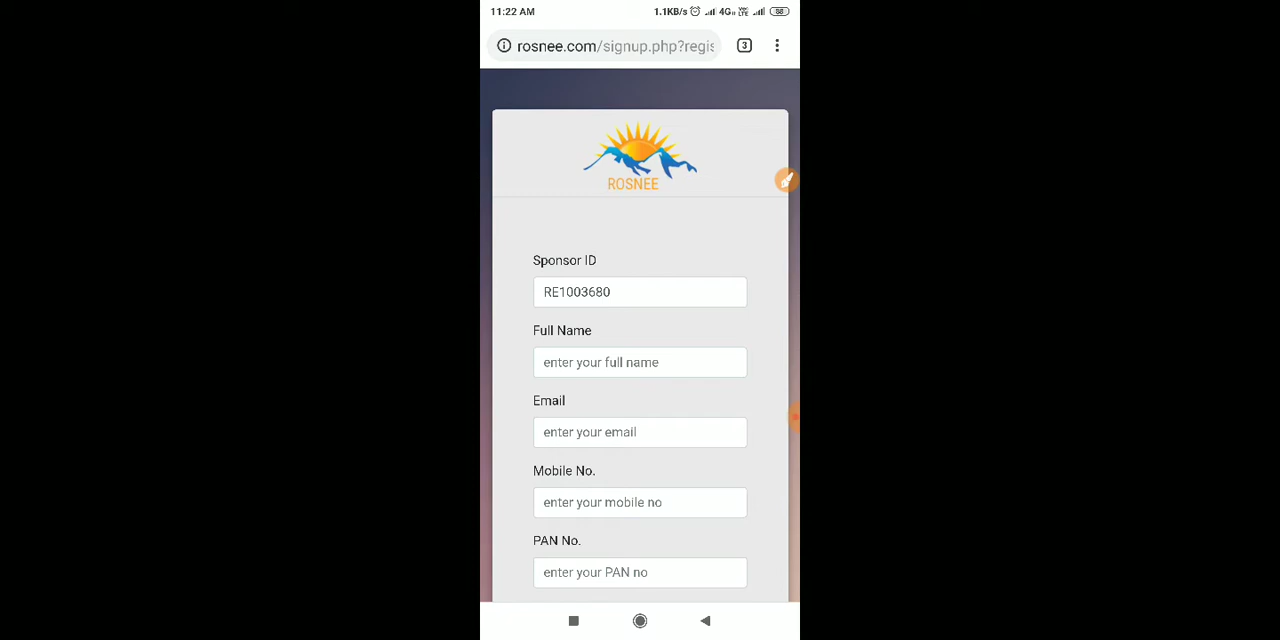 11:22 AM
1.1KB/s 4G
rosnee.com/signup.php?regis
3
ROSNEE
Sponsor ID
RE1003680
Full Name
enter your full name
Email
enter your email
Mobile No.
enter your mobile no
PAN No.
enter your PAN no